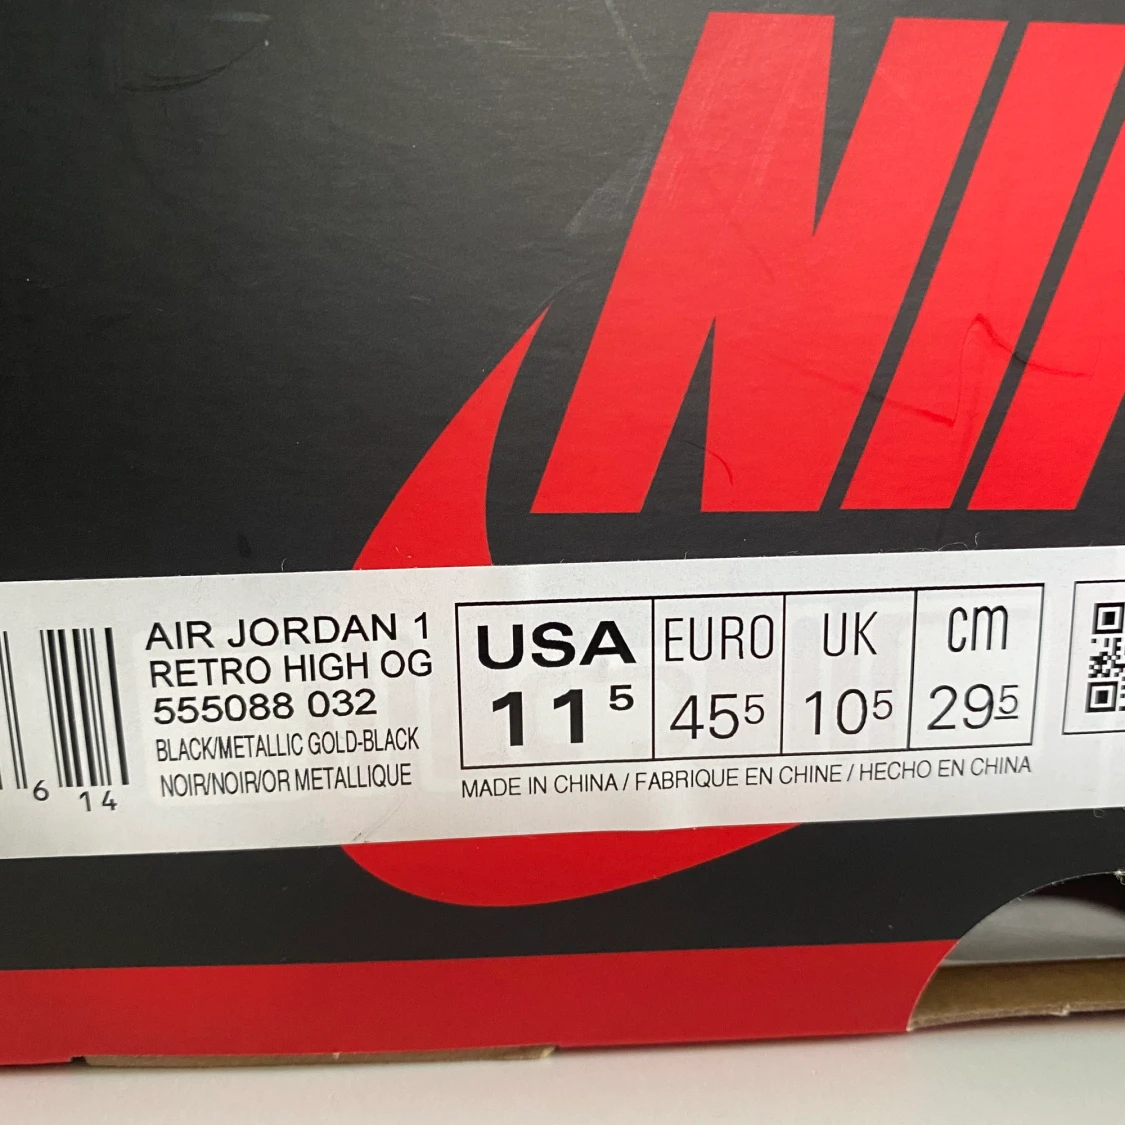 NI
AIR JORDAN 1
RETRO HIGH OG
555088 032
BLACK/METALLIC GOLD-BLACK
NOIR/NOIR/OR METALLIQUE
6 14
USA EURO UK cm
11 5 45 5 10 5 29 5
MADE IN CHINA / FABRIQUE EN CHINE / HECHO EN CHINA